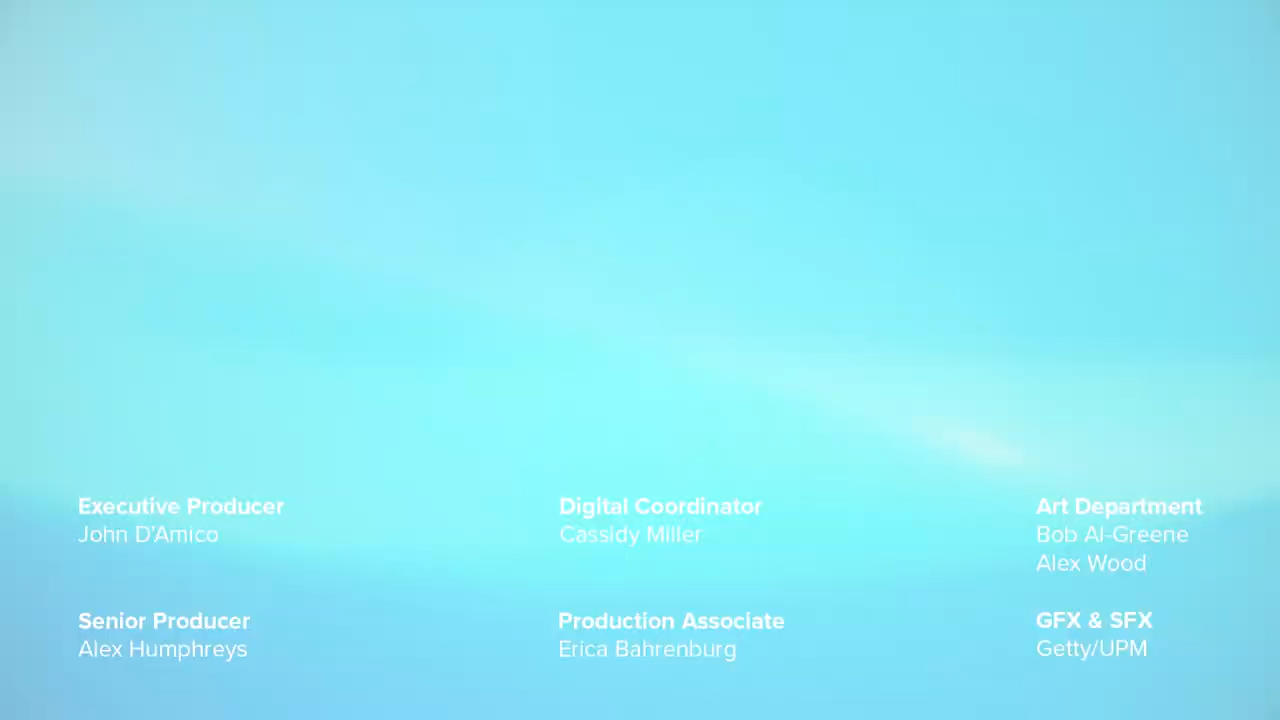 Executive Producer
John D'Amico
Senior Producer
Alex Humphreys
Digital Coordinator
Cassidy Miller
Production Associate
Erica Bahrenburg
Art Department
Bob Al-Greene
Alex Wood
GFX & SFX
Getty/UPM